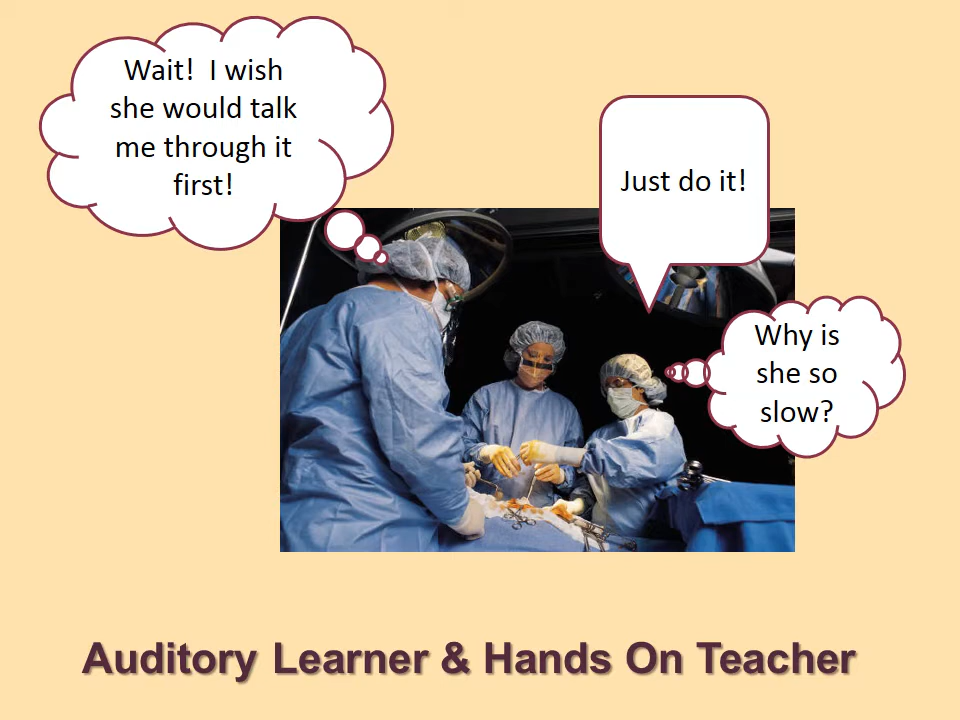 Wait!  I wish
she would talk
me through it
first!
Just do it!
Why is
she so
slow?
Auditory Learner & Hands On Teacher